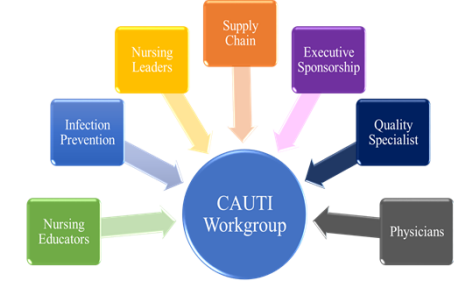 Supply
Chain
Nursing
Leaders
Executive
Sponsorship
Infection
Prevention
Quality
Specialist
Nursing
Educators
CAUTI
Workgroup
Physicians